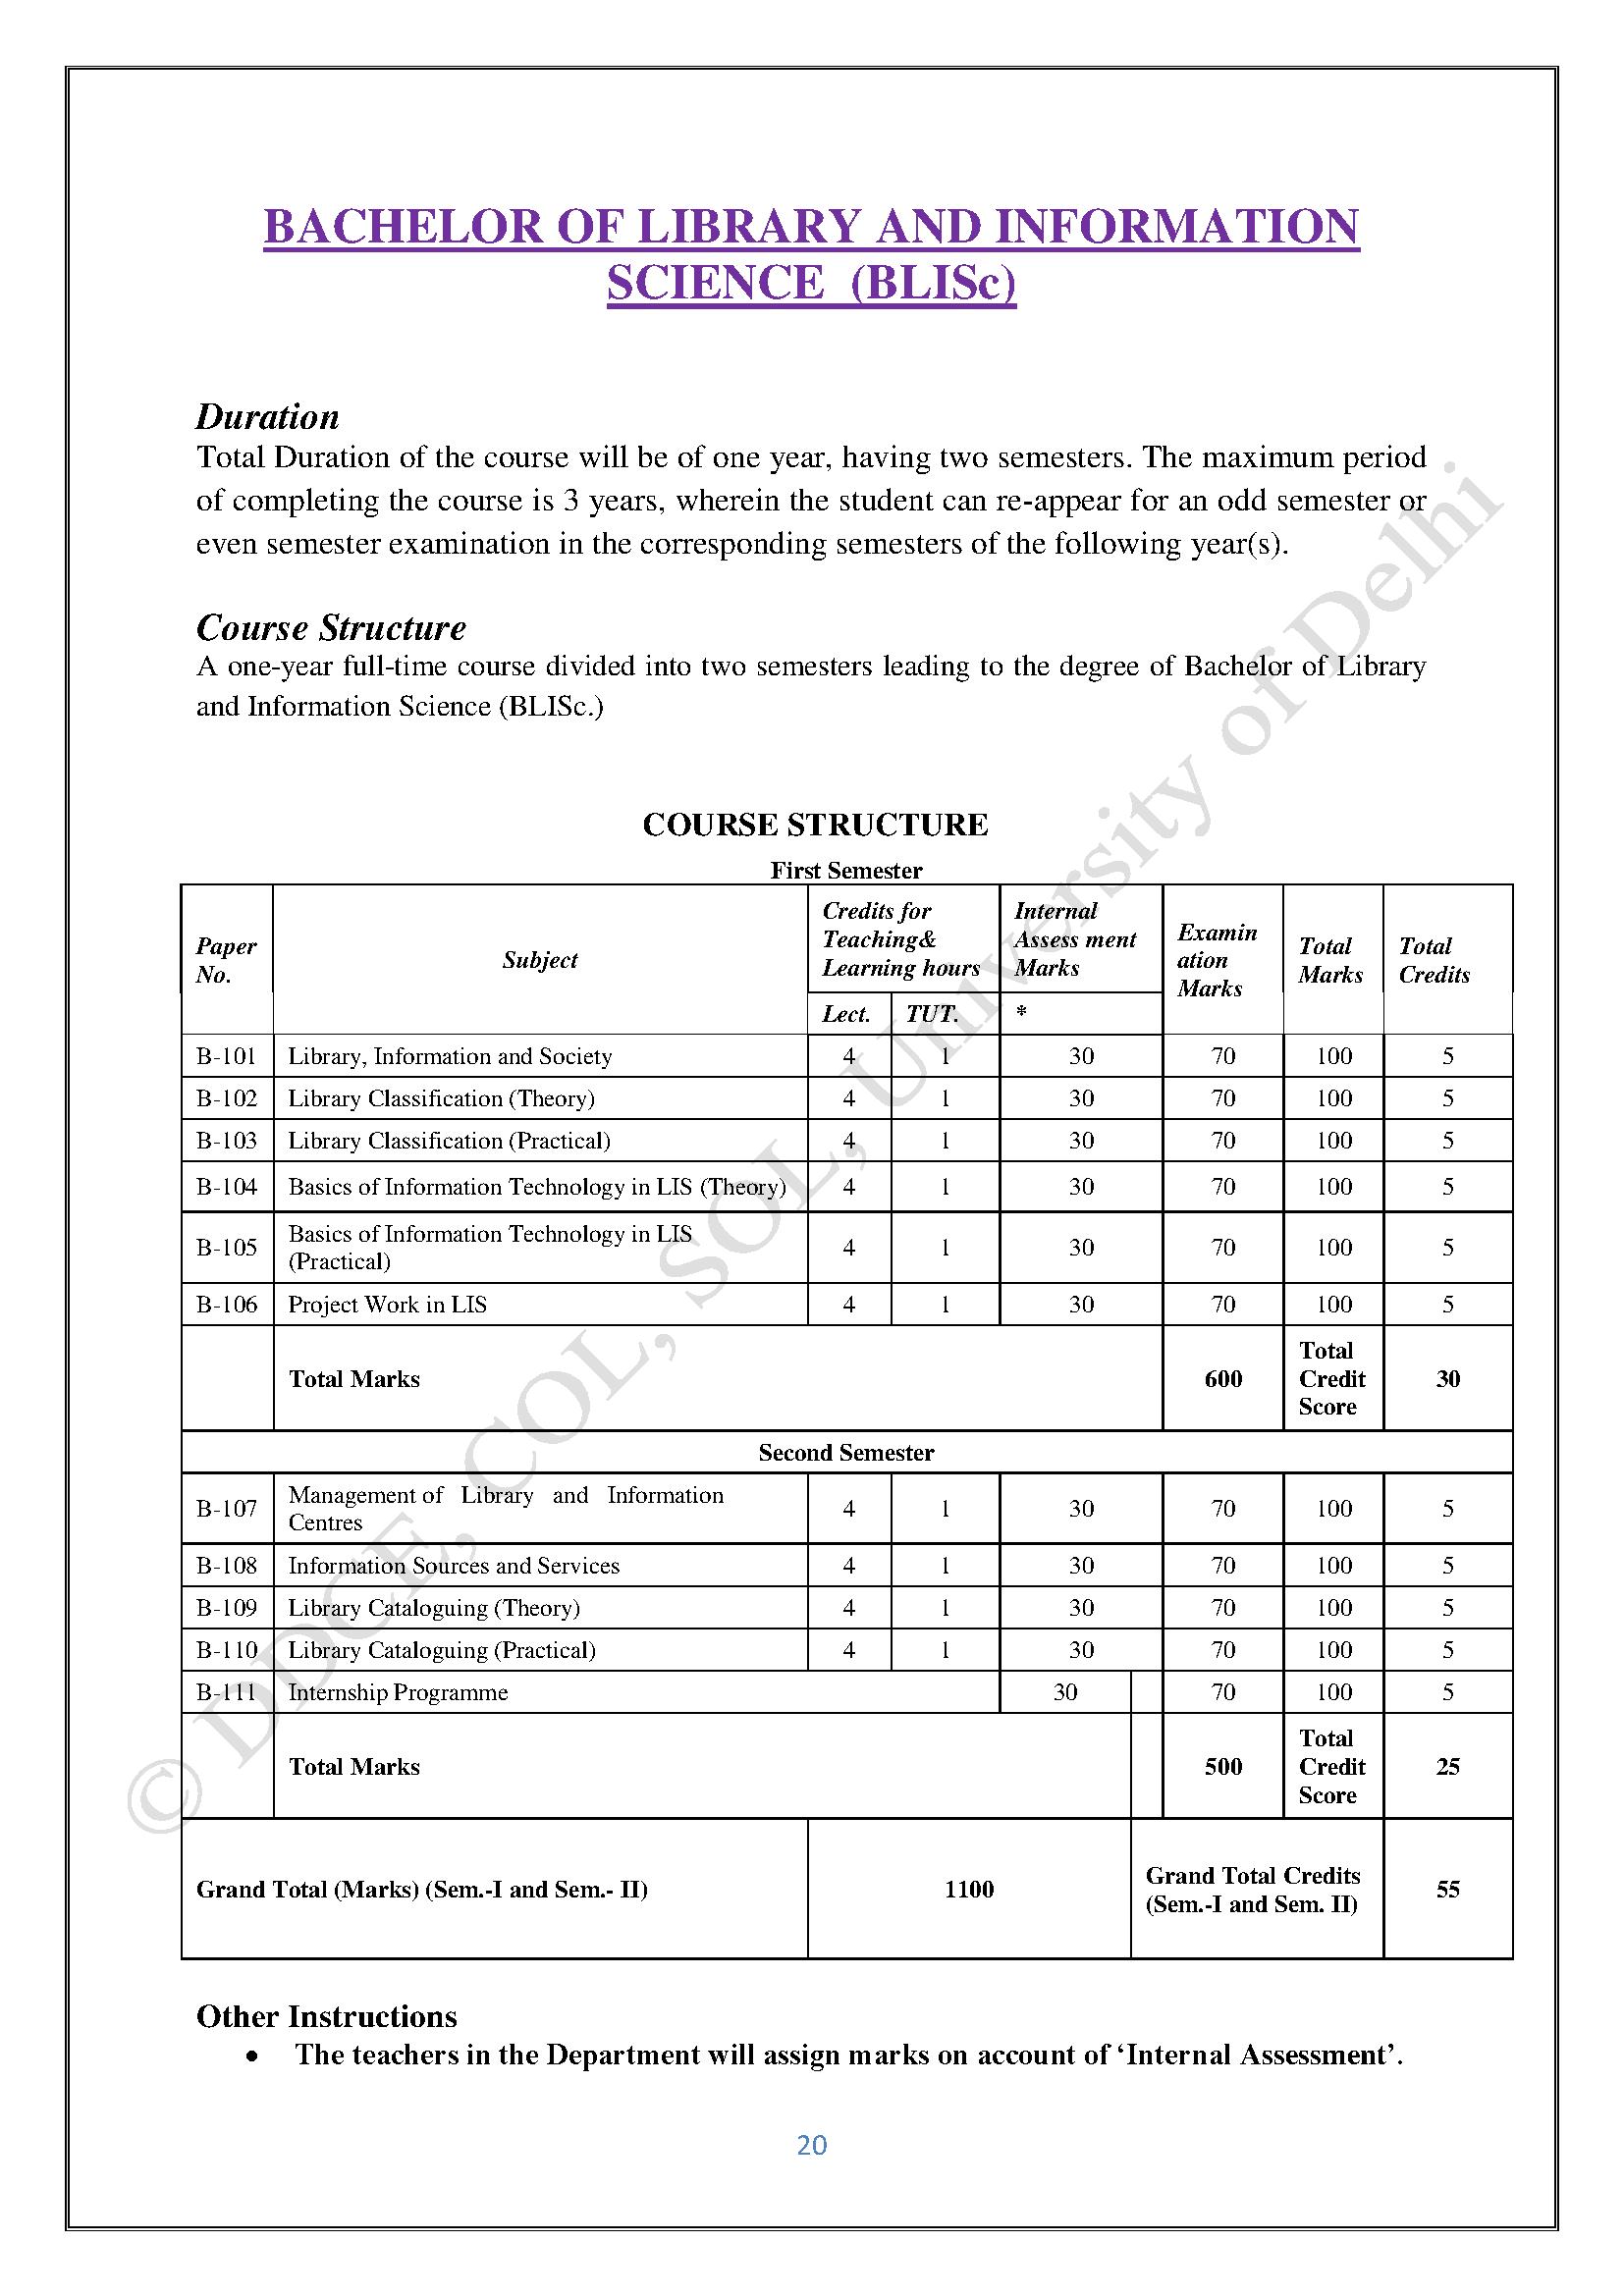 BACHELOR OF LIBRARY AND INFORMATION
SCIENCE (BLISc)
Duration
Total Duration of the course will be of one year, having two semesters. The maximum period
of completing the course is 3 years, wherein the student can re-appear for an odd semester or
even semester examination in the corresponding semesters of the following year(s).
Course Structure
A one-year full-time course divided into two semesters leading to the degree of Bachelor of Library
and Information Science (BLISc.)
COURSE STRUCTURE
First Semester
Paper No. Subject Credits for Teaching& Learning hours Internal Assess ment Marks Examin ation Marks Total Marks Total Credits
Lect. TUT. *
B-101 Library, Information and Society 4 1 30 70 100 5
B-102 Library Classification (Theory) 4 1 30 70 100 5
B-103 Library Classification (Practical) 4 1 30 70 100 5
B-104 Basics of Information Technology in LIS (Theory) 4 1 30 70 100 5
B-105 Basics of Information Technology in LIS (Practical) 4 1 30 70 100 5
B-106 Project Work in LIS 4 1 30 70 100 5
Total Marks 600 Total Credit Score 30
Second Semester
B-107 Management of Library and Information Centres 4 1 30 70 100 5
B-108 Information Sources and Services 4 1 30 70 100 5
B-109 Library Cataloguing (Theory) 4 1 30 70 100 5
B-110 Library Cataloguing (Practical) 4 1 30 70 100 5
B-111 Internship Programme 30 70 100 5
Total Marks 500 Total Credit Score 25
Grand Total (Marks) (Sem.-I and Sem.- II) 1100 Grand Total Credits (Sem.-I and Sem. II) 55
Other Instructions
• The teachers in the Department will assign marks on account of ‘Internal Assessment’.
20
© DDCE, COL, SOL, University of Delhi